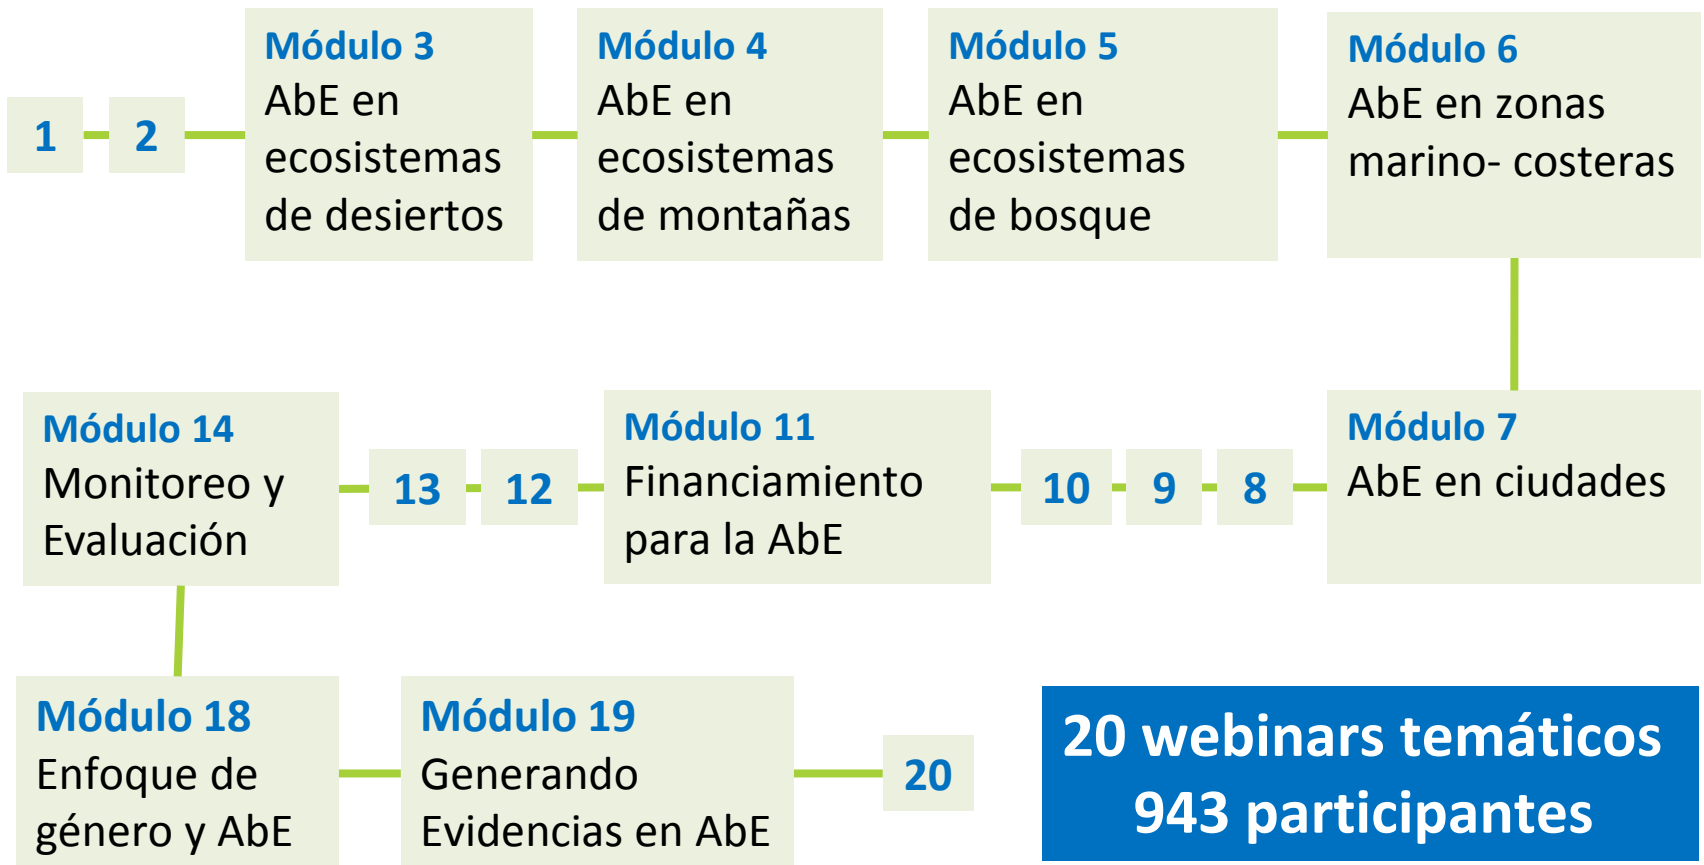 1
2
Módulo 3
AbE en
ecosistemas
de desiertos
Módulo 4
AbE en
ecosistemas
de montañas
Módulo 5
AbE en
ecosistemas
de bosque
Módulo 6
AbE en zonas
marino- costeras
Módulo 7
AbE en ciudades
8
9
10
Módulo 11
Financiamiento
para la AbE
12
13
Módulo 14
Monitoreo y
Evaluación
Módulo 18
Enfoque de
género y AbE
Módulo 19
Generando
Evidencias en AbE
20
20 webinars temáticos
943 participantes